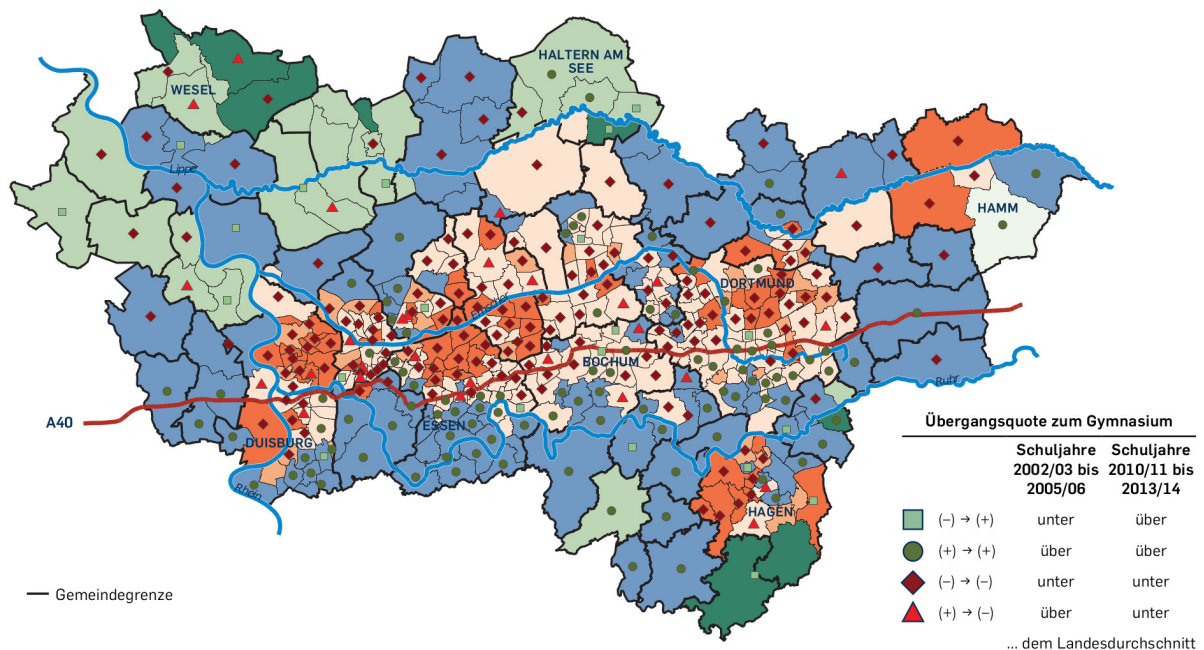 HALTERN AM
SEE
WESEL
Lippe
HAMM
DORTMUND
Emscher
BOCHUM
Ruhr
A40
ESSEN
DUISBURG
Rhein
HAGEN
Gemeindegrenze
Übergangsquote zum Gymnasium
Schuljahre Schuljahre
2002/03 bis 2010/11 bis
2005/06 2013/14
(–) → (+) unter über
(+) → (+) über über
(–) → (–) unter unter
(+) → (–) über unter
... dem Landesdurchschnitt